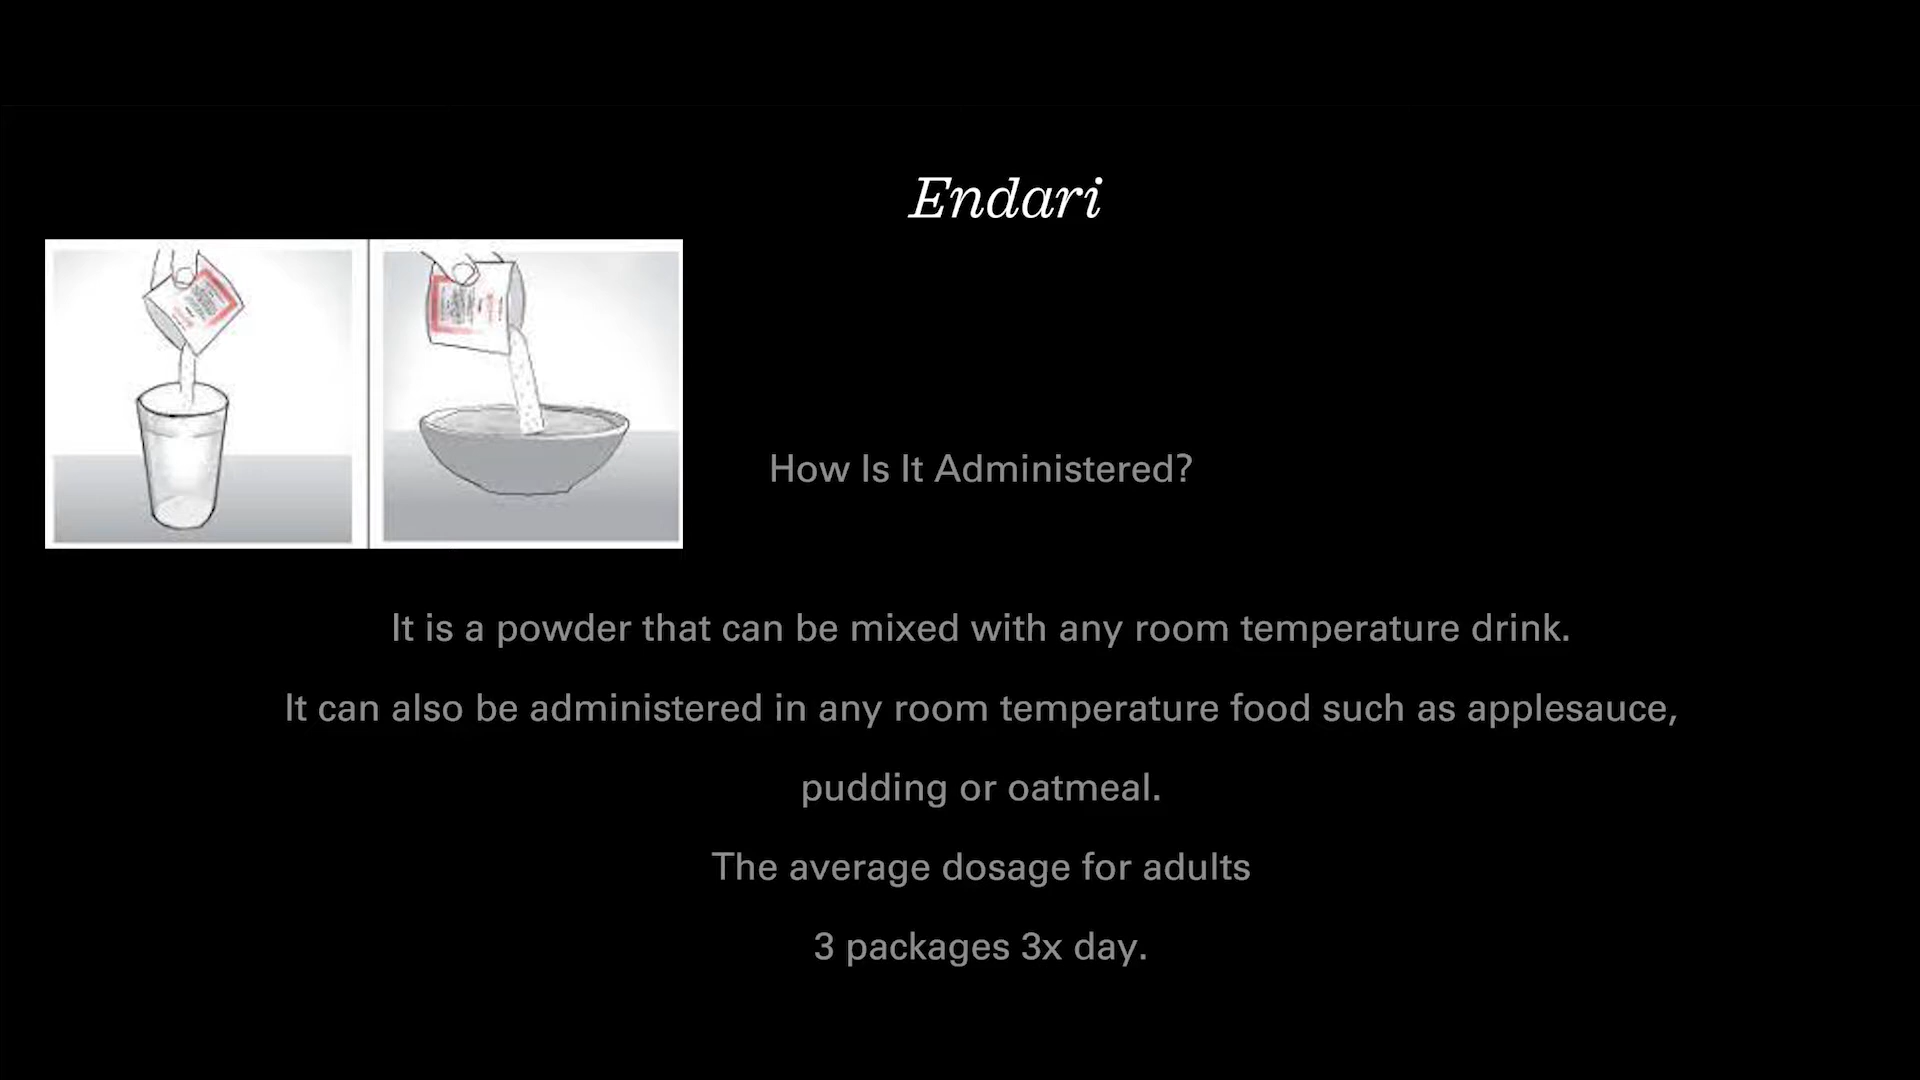 Endari
How Is It Administered?
It is a powder that can be mixed with any room temperature drink.
It can also be administered in any room temperature food such as applesauce,
pudding or oatmeal.
The average dosage for adults
3 packages 3x day.